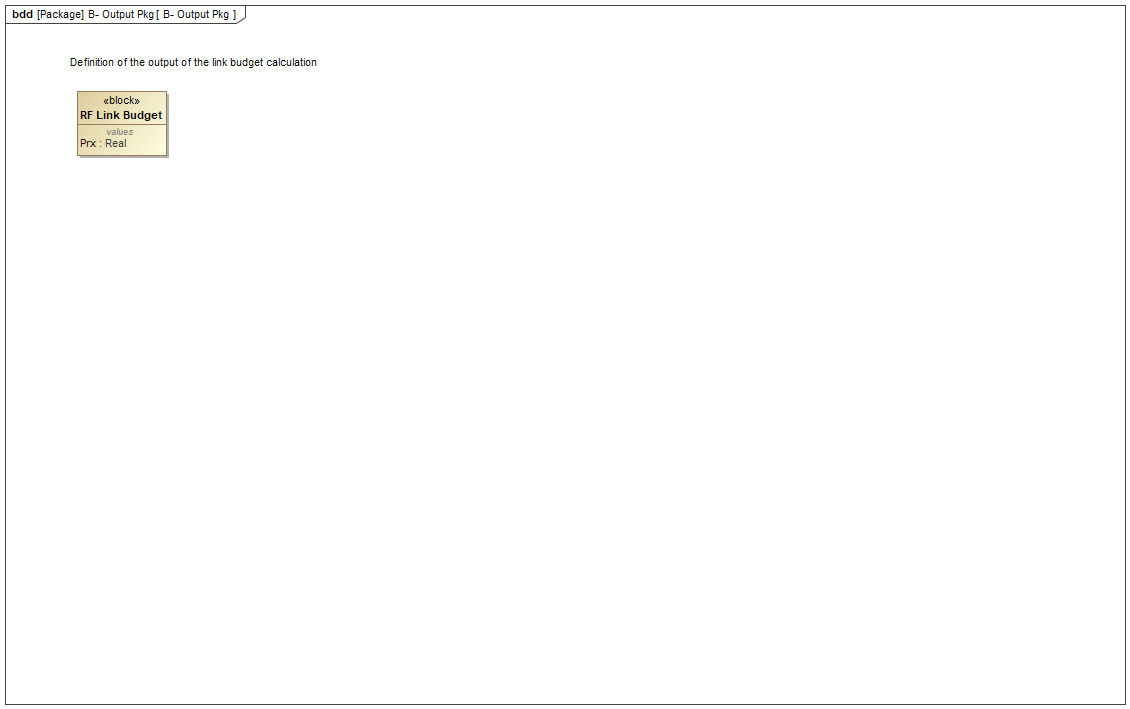 bdd [Package] B- Output Pkg [ B- Output Pkg ]
Definition of the output of the link budget calculation
«block»
RF Link Budget
values
Prx : Real